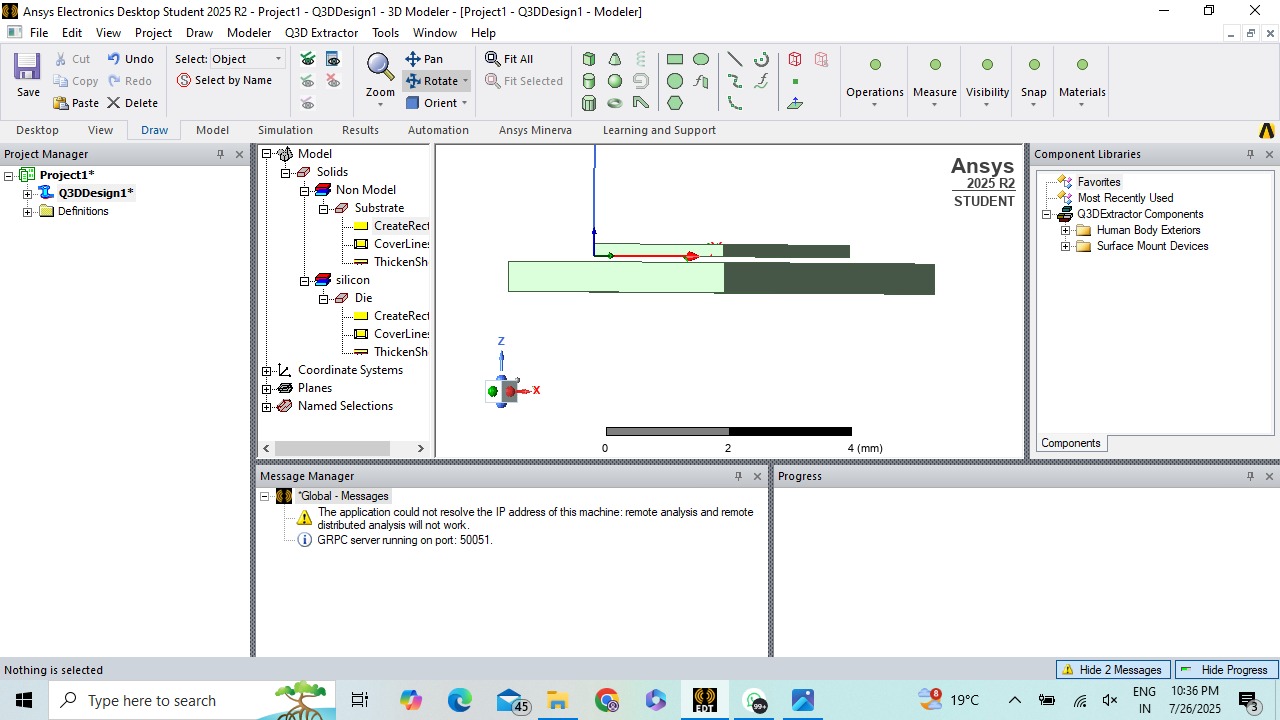 Ansys Electronics Desktop Student 2025 R2 - Project1 - Q3DDesign1 - 3D Modeler - [Project1 - Q3DDesign1 - Modeler]
File Edit View Project Draw Modeler Q3D Extractor Tools Window Help
Save
Cut Undo
Copy Redo
Paste Delete
Select: Object
Select by Name
Zoom
Pan
Rotate
Orient
Fit All
Fit Selected
Operations Measure Visibility Snap Materials
Desktop View Draw Model Simulation Results Automation Ansys Minerva Learning and Support
Project Manager
Project1*
Q3DDesign1*
Definitions
Model
Solids
Non Model
Substrate
CreateRect
CoverLines
ThickenSh
silicon
Die
CreateRect
CoverLines
ThickenSh
Coordinate Systems
Planes
Named Selections
Ansys
2025 R2
STUDENT
Z
X
0 2 4 (mm)
Component Libraries
Favorites
Most Recently Used
Q3DExtractor Components
Human Body Exteriors
Surface Mount Devices
Components
Message Manager
*Global - Messages
The application could not resolve the IP address of this machine: remote analysis and remote
distributed analysis will not work.
GRPC server running on port: 50051.
Progress
Nothing is selected
Hide 2 Messages Hide Progress
Type here to search
45
EDT
99+
8
19°C
ENG
IN
10:36 PM
7/26/2025
3